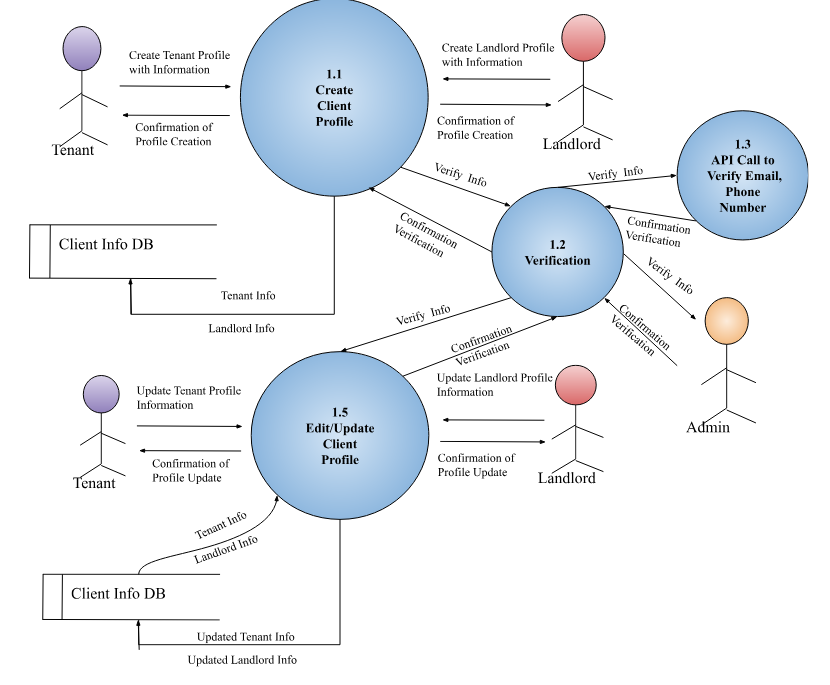 Create Tenant Profile
with Information
Confirmation of
Profile Creation
Tenant
1.1
Create
Client
Profile
Create Landlord Profile
with Information
Confirmation of
Profile Creation
Landlord
1.3
API Call to
Verify Email,
Phone
Number
Verify Info
Confirmation
Verification
Verify Info
Confirmation
Verification
1.2
Verification
Client Info DB
Tenant Info
Landlord Info
Verify Info
Confirmation
Verification
Admin
Verify Info
Confirmation
Verification
Update Tenant Profile
Information
Confirmation of
Profile Update
Tenant
1.5
Edit/Update
Client
Profile
Update Landlord Profile
Information
Confirmation of
Profile Update
Landlord
Tenant Info
Landlord Info
Client Info DB
Updated Tenant Info
Updated Landlord Info